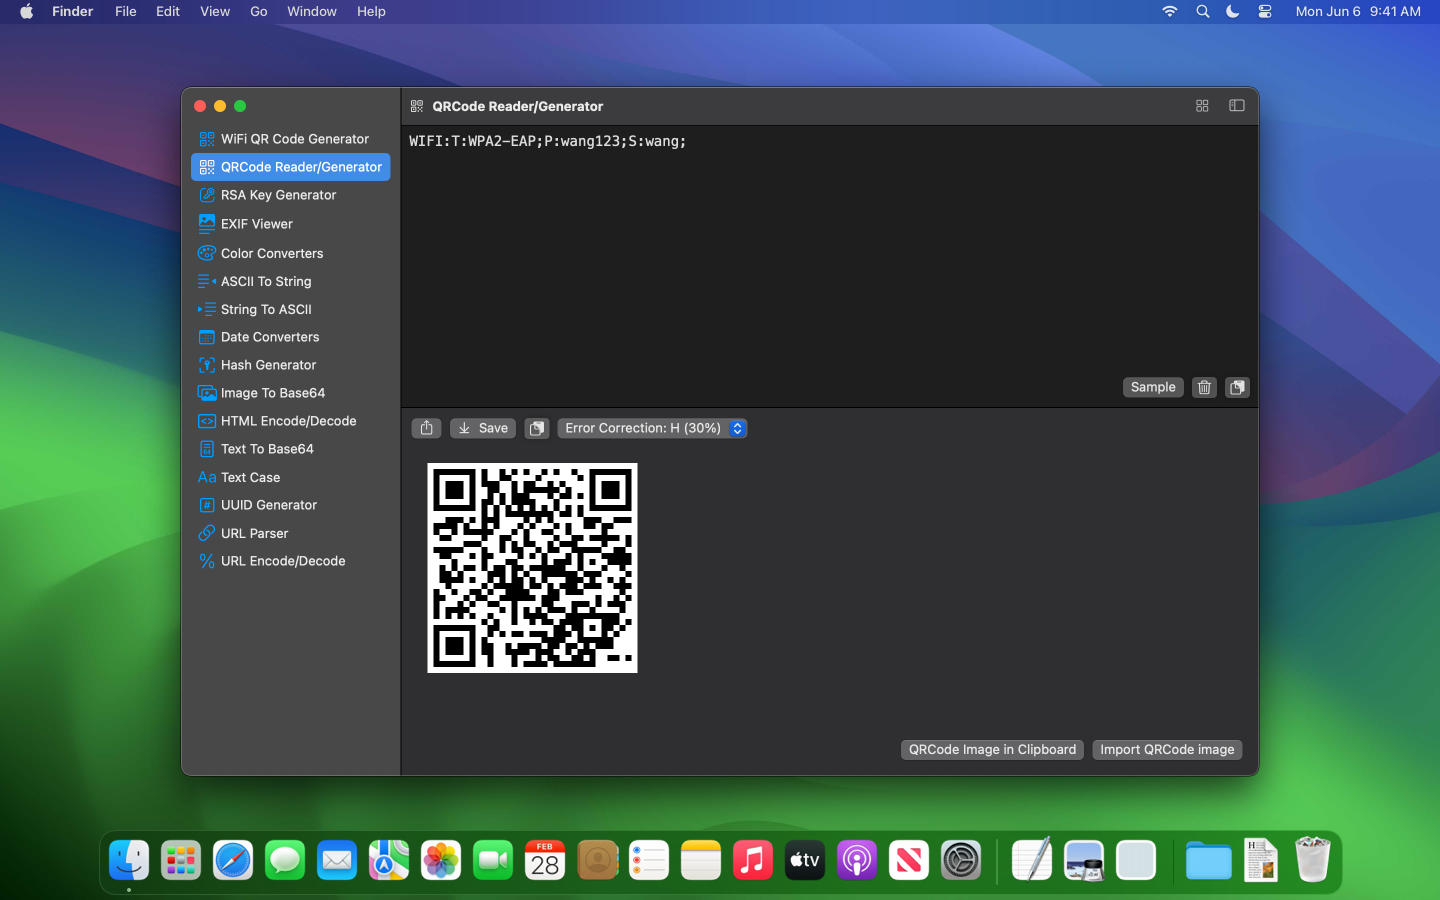 Finder File Edit View Go Window Help Mon Jun 6 9:41 AM
QRCode Reader/Generator
WiFi QR Code Generator
QRCode Reader/Generator
RSA Key Generator
EXIF Viewer
Color Converters
ASCII To String
String To ASCII
Date Converters
Hash Generator
Image To Base64
HTML Encode/Decode
Text To Base64
Aa Text Case
UUID Generator
URL Parser
URL Encode/Decode
WIFI:T:WPA2-EAP;P:wang123;S:wang;
Sample
Save Error Correction: H (30%)
QRCode Image in Clipboard Import QRCode image
FEB
28
tv